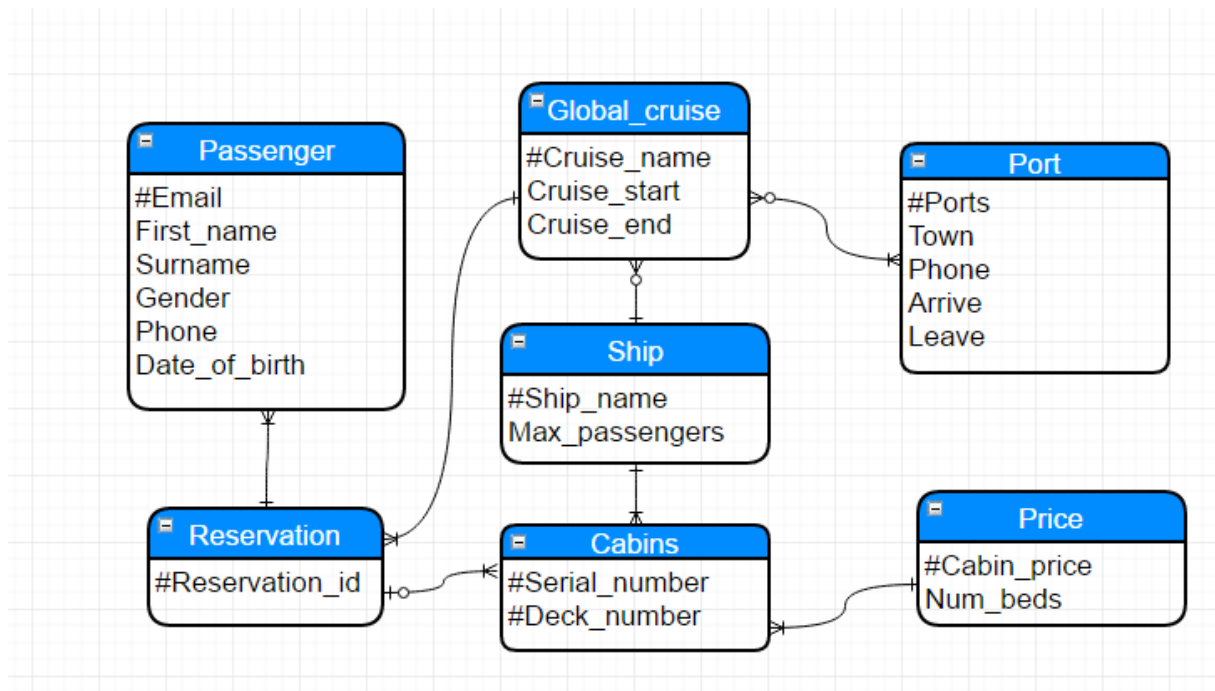 Passenger
#Email
First_name
Surname
Gender
Phone
Date_of_birth
Global_cruise
#Cruise_name
Cruise_start
Cruise_end
Port
#Ports
Town
Phone
Arrive
Leave
Ship
#Ship_name
Max_passengers
Reservation
#Reservation_id
Cabins
#Serial_number
#Deck_number
Price
#Cabin_price
Num_beds